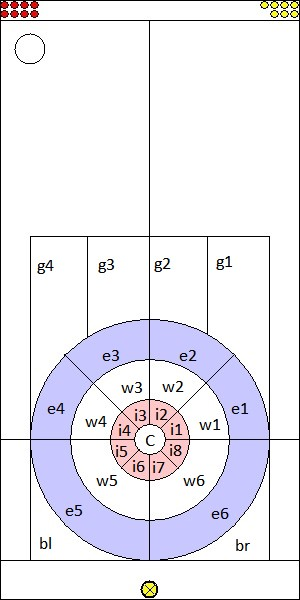 g4 g3 g2 g1
e3 e2
w3 w2
e4 i3 i2 e1
w4 i4 i1 w1
C
i5 i8
w5 i6 i7 w6
e5 e6
bl br